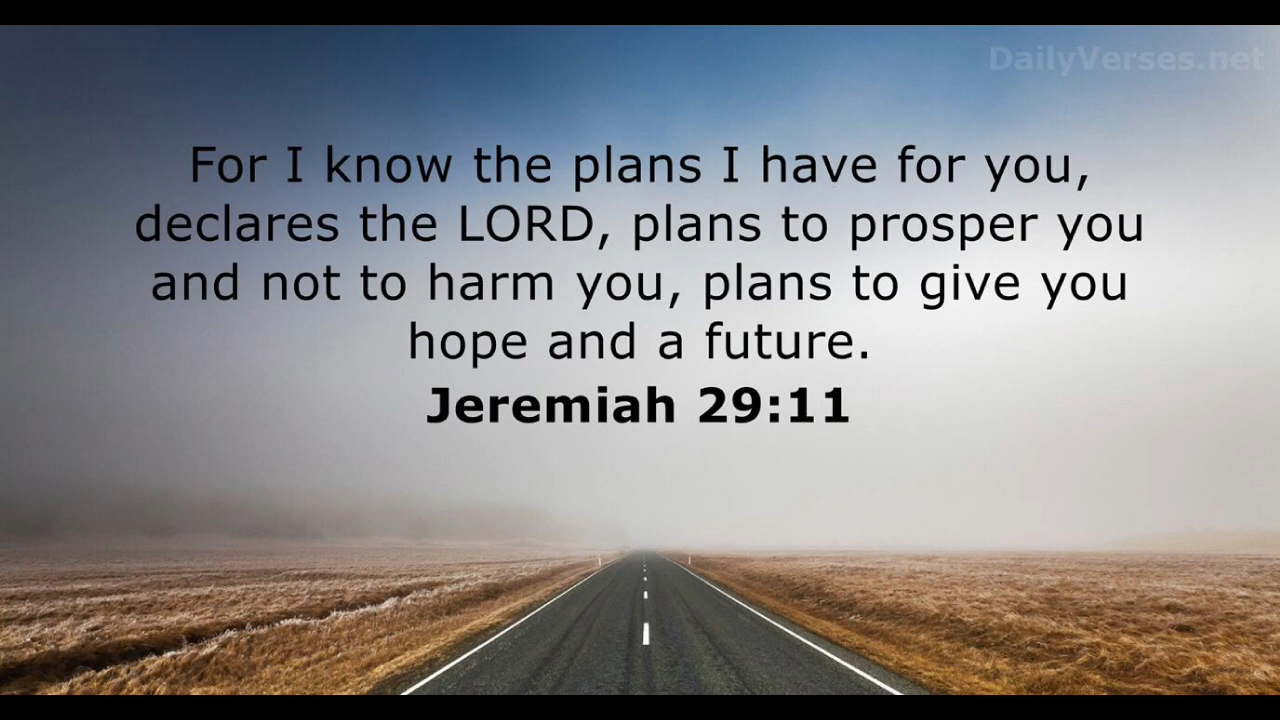 DailyVerses.net
For I know the plans I have for you,
declares the LORD, plans to prosper you
and not to harm you, plans to give you
hope and a future.
Jeremiah 29:11